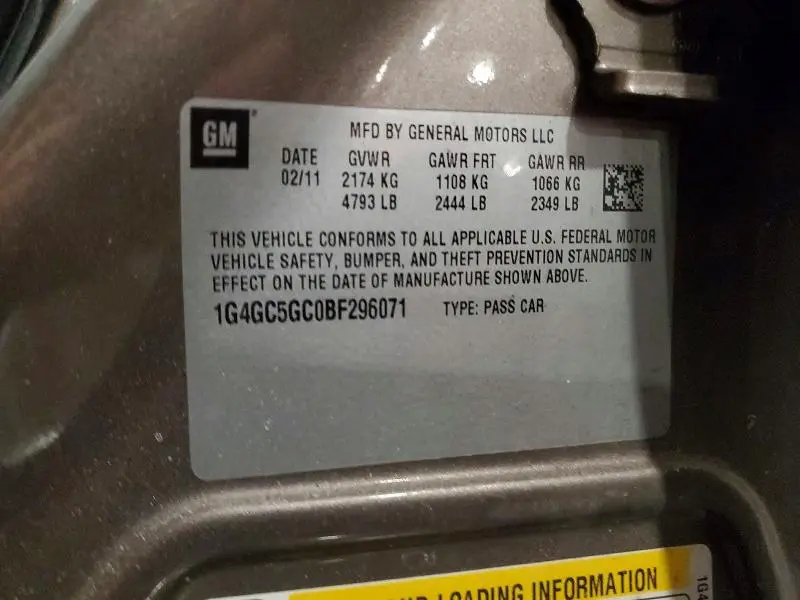 GM
MFD BY GENERAL MOTORS LLC
DATE GVWR GAWR FRT GAWR RR
02/11 2174 KG 1108 KG 1066 KG
4793 LB 2444 LB 2349 LB
THIS VEHICLE CONFORMS TO ALL APPLICABLE U.S. FEDERAL MOTOR
VEHICLE SAFETY, BUMPER, AND THEFT PREVENTION STANDARDS IN
EFFECT ON THE DATE OF MANUFACTURE SHOWN ABOVE.
1G4GC5GC0BF296071 TYPE: PASS CAR
LOADING INFORMATION
1G4